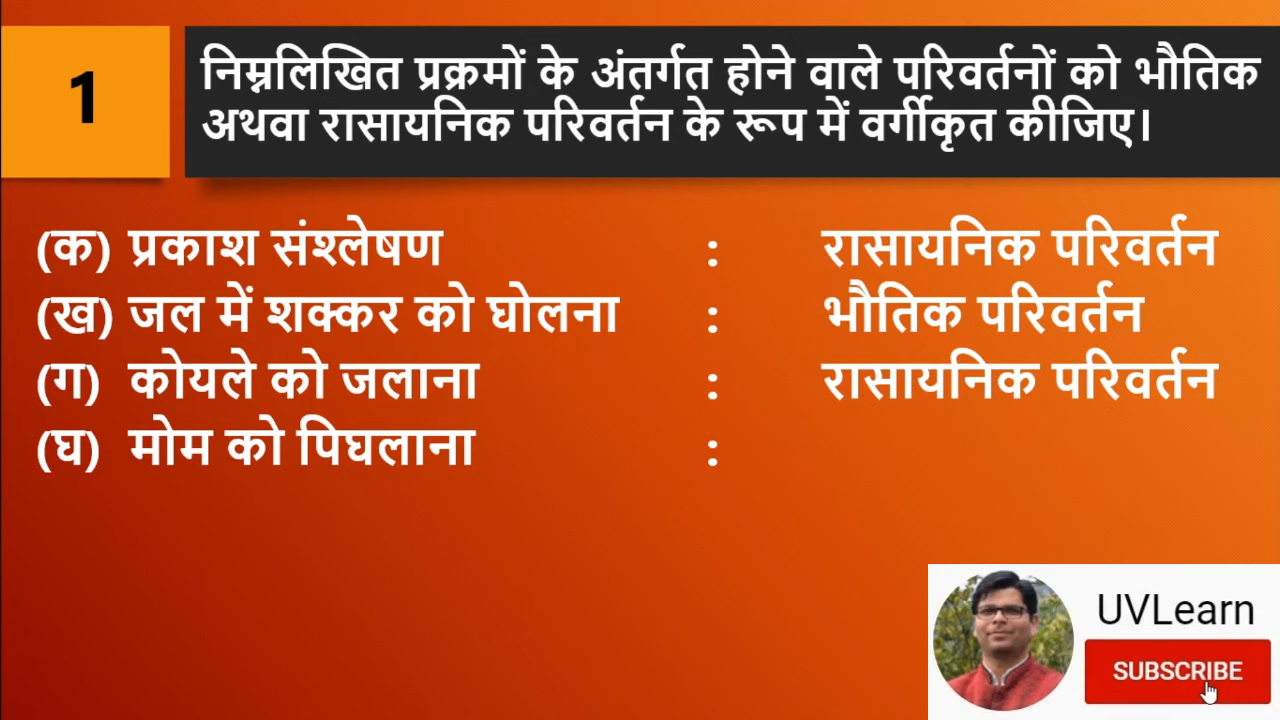 1
निम्नलिखित प्रक्रमों के अंतर्गत होने वाले परिवर्तनों को भौतिक
अथवा रासायनिक परिवर्तन के रूप में वर्गीकृत कीजिए।
(क) प्रकाश संश्लेषण : रासायनिक परिवर्तन
(ख) जल में शक्कर को घोलना : भौतिक परिवर्तन
(ग) कोयले को जलाना : रासायनिक परिवर्तन
(घ) मोम को पिघलाना :
UVLearn
SUBSCRIBE